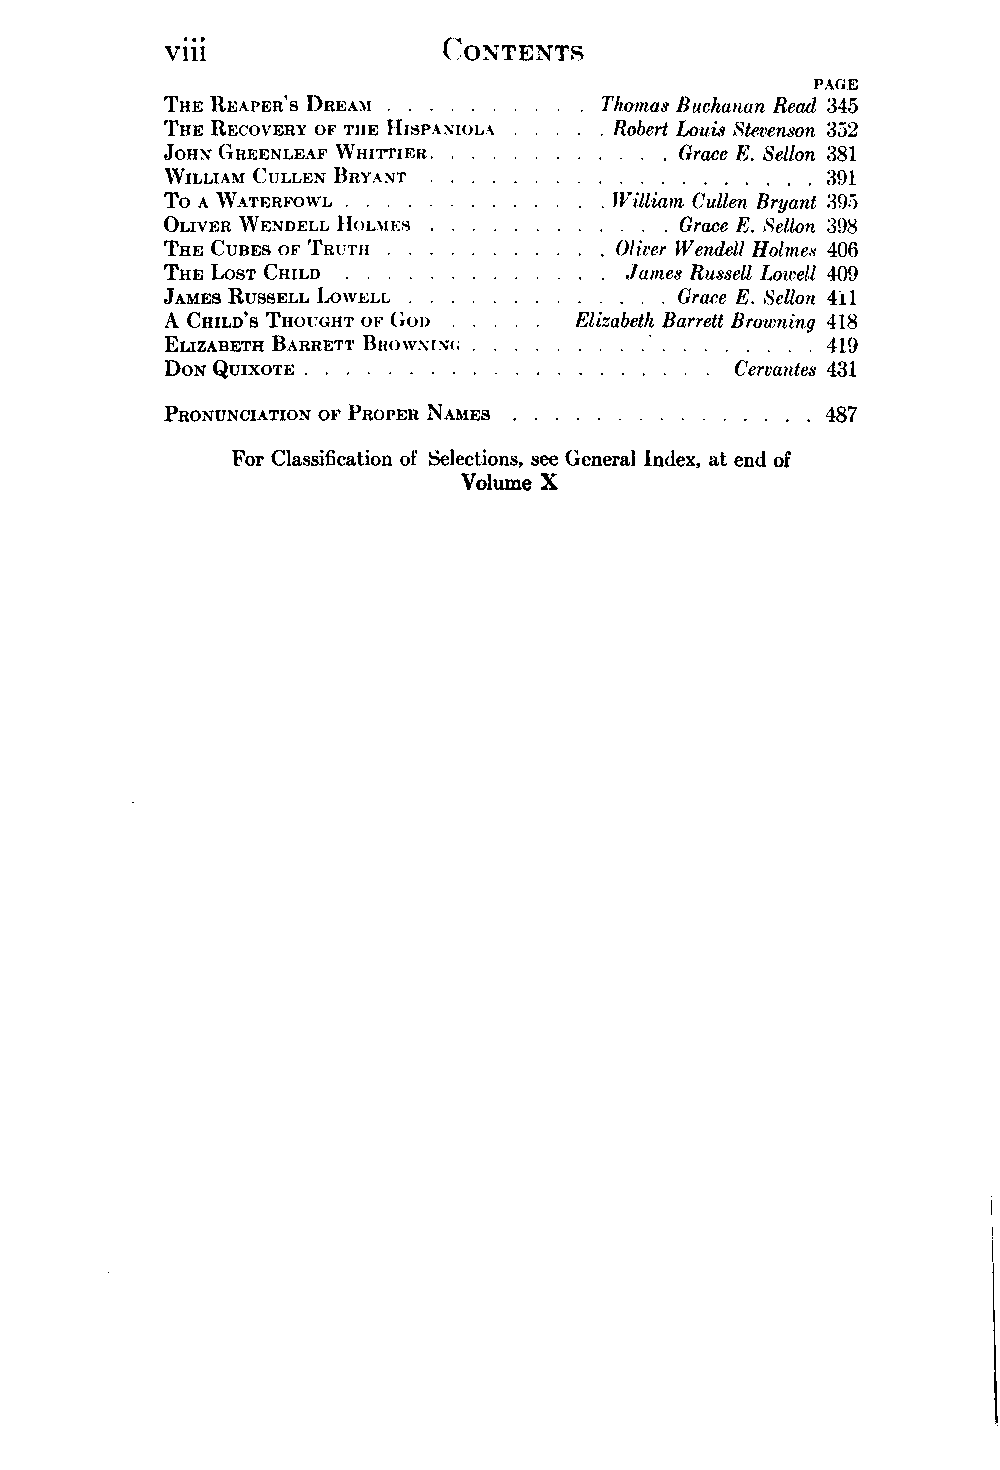 viii CONTENTS
PAGE
THE REAPER'S DREAM . . . . . . . . . . Thomas Buchanan Read 345
THE RECOVERY OF THE HISPANIOLA . . . . . Robert Louis Stevenson 352
JOHN GREENLEAF WHITTIER. . . . . . . . . . . . Grace E. Sellon 381
WILLIAM CULLEN BRYANT . . . . . . . . . . . . . . . . . . . 391
TO A WATERFOWL . . . . . . . . . . . . . William Cullen Bryant 395
OLIVER WENDELL HOLMES . . . . . . . . . . . . Grace E. Sellon 398
THE CUBES OF TRUTH . . . . . . . . . . . Oliver Wendell Holmes 406
THE LOST CHILD . . . . . . . . . . . . . James Russell Lowell 409
JAMES RUSSELL LOWELL . . . . . . . . . . . . . Grace E. Sellon 411
A CHILD'S THOUGHT OF GOD . . . . . Elizabeth Barrett Browning 418
ELIZABETH BARRETT BROWNING . . . . . . . . . . . . . . . . . 419
DON QUIXOTE . . . . . . . . . . . . . . . . . . . . Cervantes 431
PRONUNCIATION OF PROPER NAMES . . . . . . . . . . . . . . . 487
For Classification of Selections, see General Index, at end of
Volume X